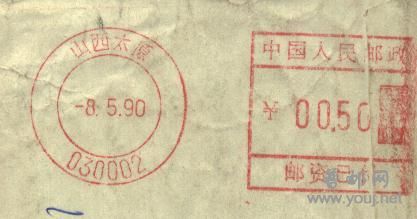 山西太原
-8.5.90
030002
中国人民邮政
¥ 00.50
邮资已付
www.youj.net